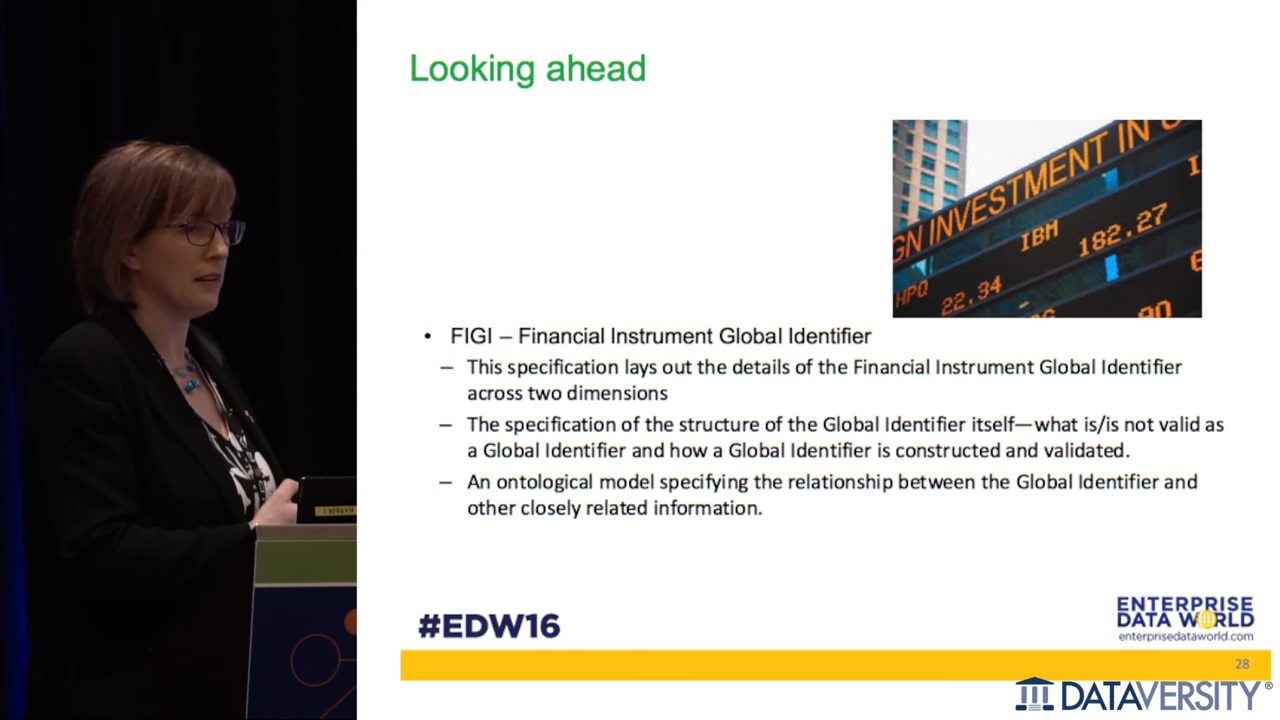 Looking ahead
GN INVESTMENT IN
IBM 182.27
HPQ 22.34
• FIGI – Financial Instrument Global Identifier
– This specification lays out the details of the Financial Instrument Global Identifier
across two dimensions
– The specification of the structure of the Global Identifier itself—what is/is not valid as
a Global Identifier and how a Global Identifier is constructed and validated.
– An ontological model specifying the relationship between the Global Identifier and
other closely related information.
#EDW16
ENTERPRISE
DATA WORLD
enterprisedataworld.com
28
DATAVERSITY®